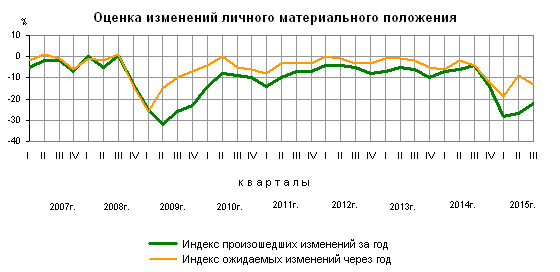 Оценка изменений личного материального положения
%
10
0
-10
-20
-30
-40
I II III IV I II III IV I II III IV I II III IV I II III IV I II III IV I II III IV I II III IV I II III
кварталы
2007г. 2008г. 2009г. 2010г. 2011г. 2012г. 2013г. 2014г. 2015г.
Индекс произошедших изменений за год
Индекс ожидаемых изменений через год